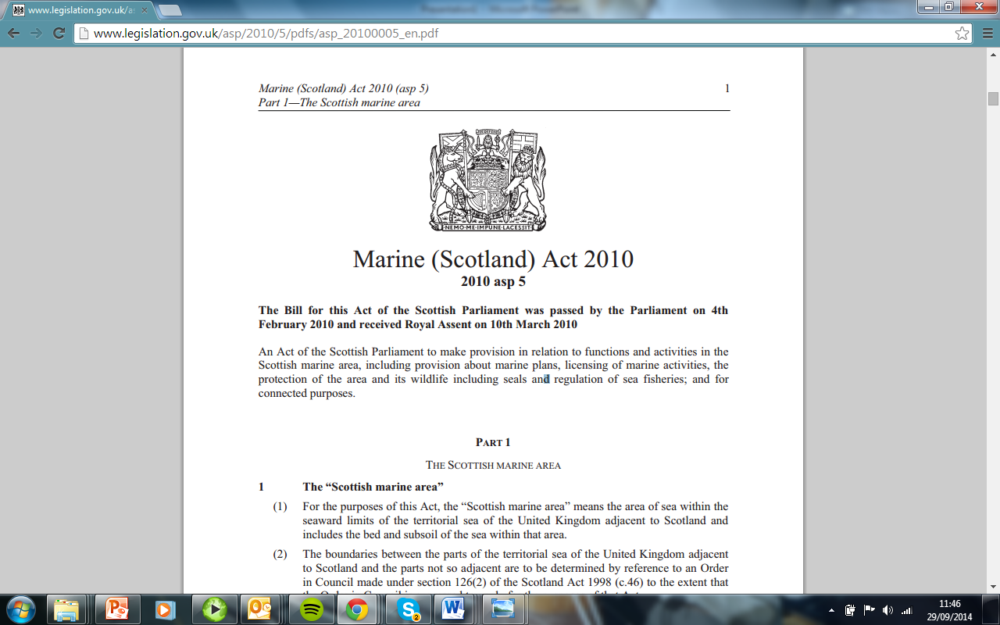 www.legislation.gov.uk/as
www.legislation.gov.uk/asp/2010/5/pdfs/asp_20100005_en.pdf
Marine (Scotland) Act 2010 (asp 5) 1
Part 1—The Scottish marine area
NEMO·ME·IMPUNE·LACESSIT
Marine (Scotland) Act 2010
2010 asp 5
The Bill for this Act of the Scottish Parliament was passed by the Parliament on 4th
February 2010 and received Royal Assent on 10th March 2010
An Act of the Scottish Parliament to make provision in relation to functions and activities in the
Scottish marine area, including provision about marine plans, licensing of marine activities, the
protection of the area and its wildlife including seals and regulation of sea fisheries; and for
connected purposes.
PART 1
THE SCOTTISH MARINE AREA
1 The “Scottish marine area”
(1) For the purposes of this Act, the “Scottish marine area” means the area of sea within the
seaward limits of the territorial sea of the United Kingdom adjacent to Scotland and
includes the bed and subsoil of the sea within that area.
(2) The boundaries between the parts of the territorial sea of the United Kingdom adjacent
to Scotland and the parts not so adjacent are to be determined by reference to an Order
in Council made under section 126(2) of the Scotland Act 1998 (c.46) to the extent that
2
11:46
29/09/2014